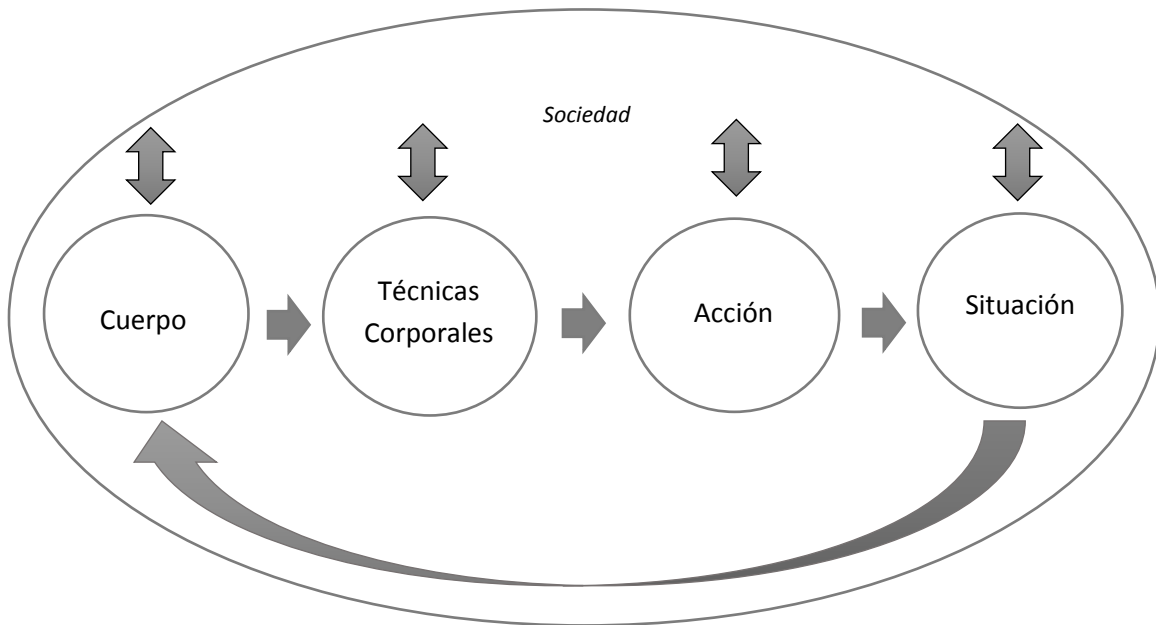 Sociedad
Cuerpo
Técnicas
Corporales
Acción
Situación